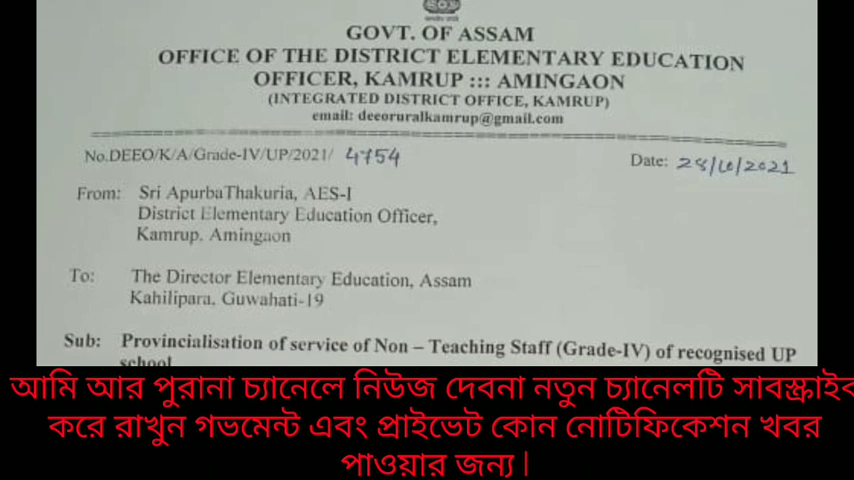 GOVT. OF ASSAM
OFFICE OF THE DISTRICT ELEMENTARY EDUCATION
OFFICER, KAMRUP ::: AMINGAON
(INTEGRATED DISTRICT OFFICE, KAMRUP)
email: deeoruralkamrup@gmail.com
No.DEEO/K/A/Grade-IV/UP/2021/ 4754
Date: 28/10/2021
From: Sri ApurbaThakuria, AES-I
District Elementary Education Officer,
Kamrup. Amingaon
To: The Director Elementary Education, Assam
Kahilipara, Guwahati-19
Sub: Provincialisation of service of Non – Teaching Staff (Grade-IV) of recognised UP
school
আমি আর পুরানা চ্যানেলে নিউজ দেবনা নতুন চ্যানেলটি সাবস্ক্রাইব
করে রাখুন গভমেন্ট এবং প্রাইভেট কোন নোটিফিকেশন খবর
পাওয়ার জন্য |